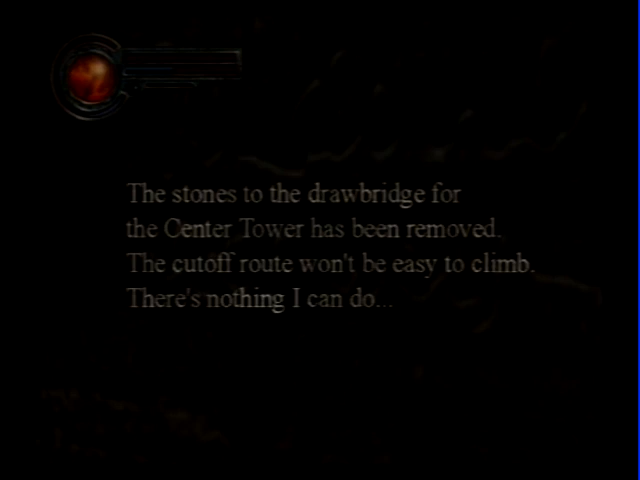 The stones to the drawbridge for
the Center Tower has been removed.
The cutoff route won't be easy to climb.
There's nothing I can do...